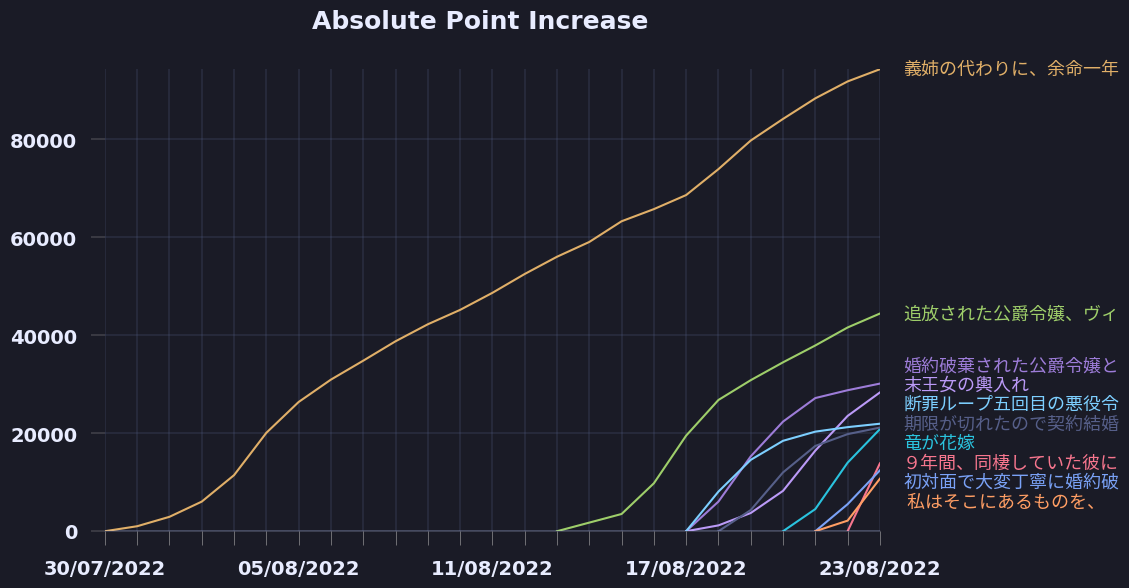 Absolute Point Increase
義姉の代わりに、余命一年
80000
60000
40000
20000
0
追放された公爵令嬢、ヴィ
婚約破棄された公爵令嬢と
末王女の輿入れ
断罪ループ五回目の悪役令
期限が切れたので契約結婚
竜が花嫁
９年間、同棲していた彼に
初対面で大変丁寧に婚約破
私はそこにあるものを、
30/07/2022
05/08/2022
11/08/2022
17/08/2022
23/08/2022